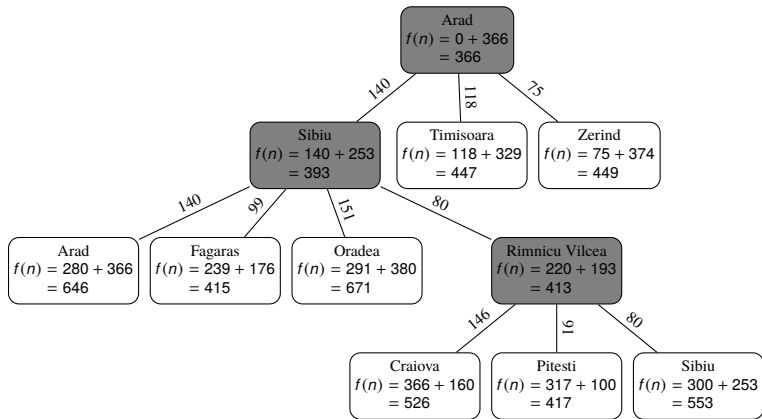 Arad
f(n) = 0 + 366
= 366
140
118
75
Sibiu
f(n) = 140 + 253
= 393
Timisoara
f(n) = 118 + 329
= 447
Zerind
f(n) = 75 + 374
= 449
140
99
151
80
Arad
f(n) = 280 + 366
= 646
Fagaras
f(n) = 239 + 176
= 415
Oradea
f(n) = 291 + 380
= 671
Rimnicu Vilcea
f(n) = 220 + 193
= 413
146
91
80
Craiova
f(n) = 366 + 160
= 526
Pitesti
f(n) = 317 + 100
= 417
Sibiu
f(n) = 300 + 253
= 553